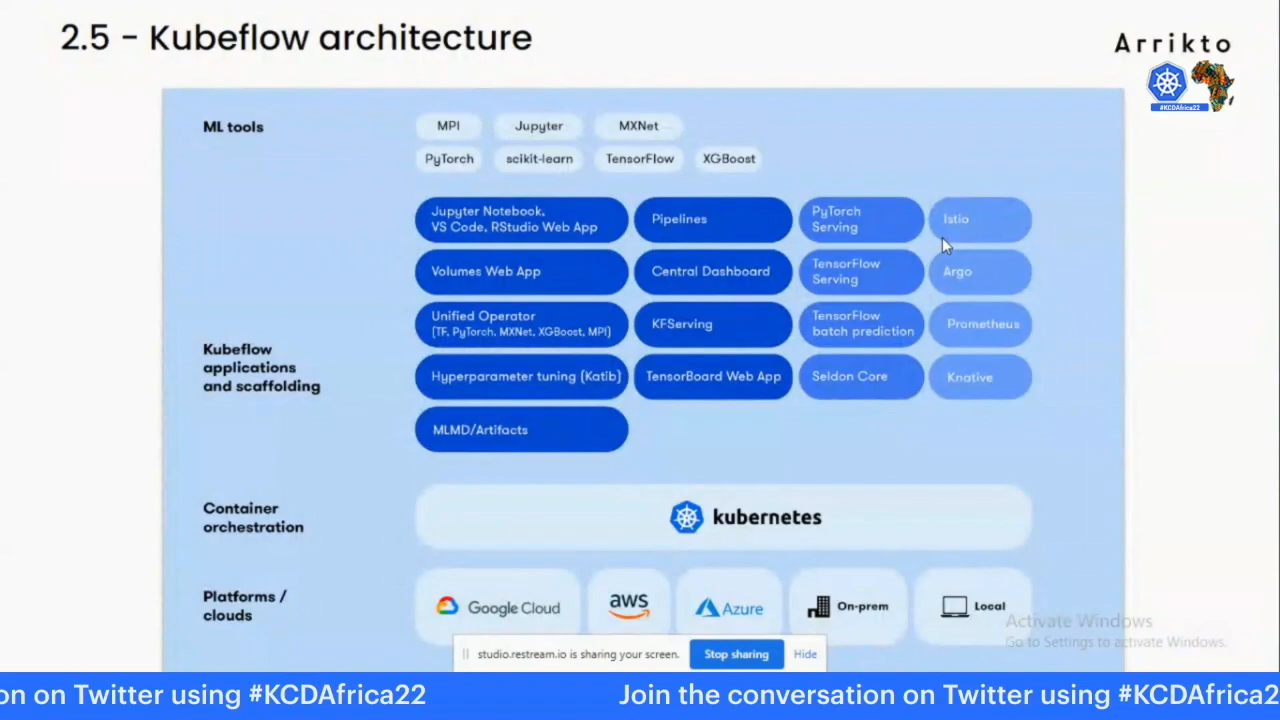 2.5 - Kubeflow architecture
Arrikto
#KCDAfrica22
ML tools
MPI
Jupyter
MXNet
PyTorch
scikit-learn
TensorFlow
XGBoost
Kubeflow
applications
and scaffolding
Jupyter Notebook,
VS Code, RStudio Web App
Pipelines
PyTorch
Serving
Istio
Volumes Web App
Central Dashboard
TensorFlow
Serving
Argo
Unified Operator
(TF, PyTorch, MXNet, XGBoost, MPI)
KFServing
TensorFlow
batch prediction
Prometheus
Hyperparameter tuning (Katib)
TensorBoard Web App
Seldon Core
Knative
MLMD/Artifacts
Container
orchestration
kubernetes
Platforms /
clouds
Google Cloud
aws
Azure
On-prem
Local
Activate Windows
Go to Settings to activate Windows.
studio.restream.io is sharing your screen.
Stop sharing
Hide
on on Twitter using #KCDAfrica22
Join the conversation on Twitter using #KCDAfrica2